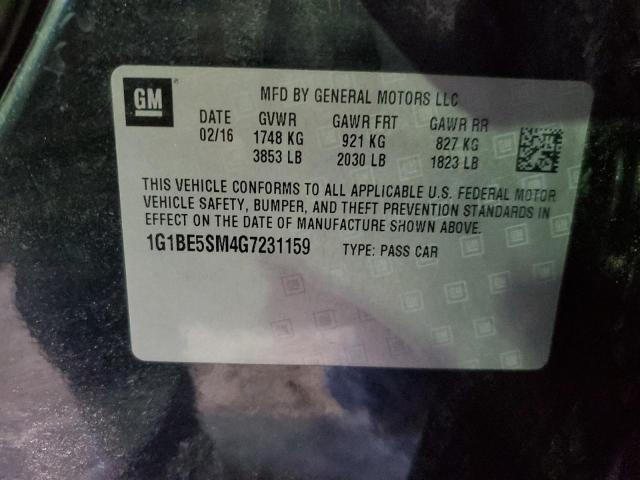 GM
MFD BY GENERAL MOTORS LLC
DATE GVWR GAWR FRT GAWR RR
02/16 1748 KG 921 KG 827 KG
3853 LB 2030 LB 1823 LB
THIS VEHICLE CONFORMS TO ALL APPLICABLE U.S. FEDERAL MOTOR
VEHICLE SAFETY, BUMPER, AND THEFT PREVENTION STANDARDS IN
EFFECT ON THE DATE OF MANUFACTURE SHOWN ABOVE.
1G1BE5SM4G7231159 TYPE: PASS CAR